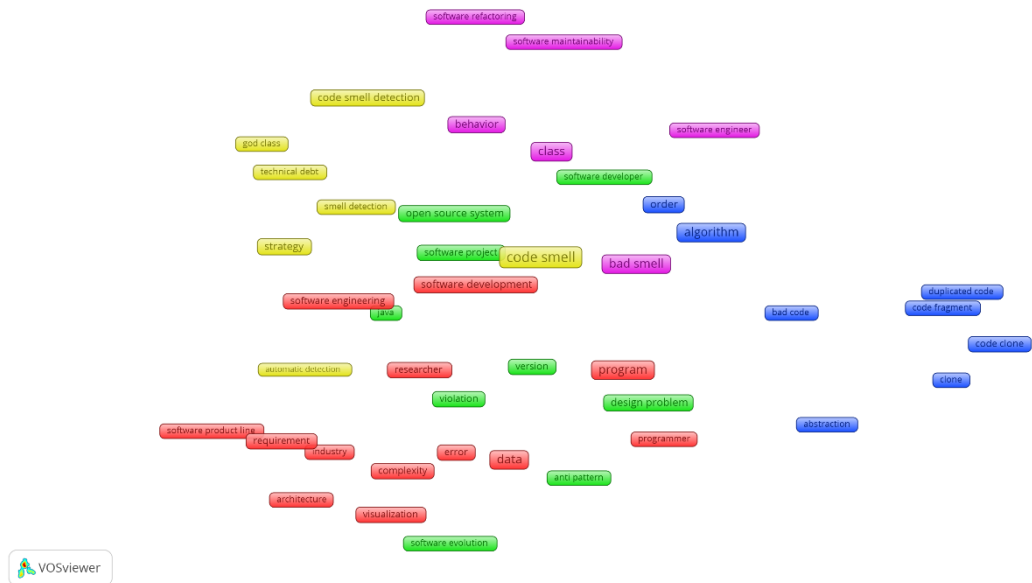 software refactoring
software maintainability
code smell detection
behavior
software engineer
god class
class
technical debt
software developer
smell detection
open source system
order
algorithm
strategy
software project
code smell
bad smell
software development
duplicated code
software engineering
code fragment
java
bad code
code clone
automatic detection
researcher
version
program
clone
violation
design problem
abstraction
software product line
requirement
programmer
industry
error
data
complexity
anti pattern
architecture
visualization
software evolution
VOSviewer